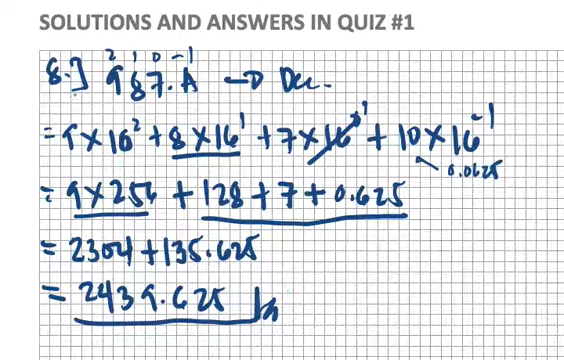 SOLUTIONS AND ANSWERS IN QUIZ #1
2 1 0 -1
8.] 987.A → Dec.
= 9 × 16² + 8 × 16¹ + 7 × 16⁰ ¹ + 10 × 16⁻¹
0.0625
= 9 × 256 + 128 + 7 + 0.625
= 2304 + 135.625
= 2439.625